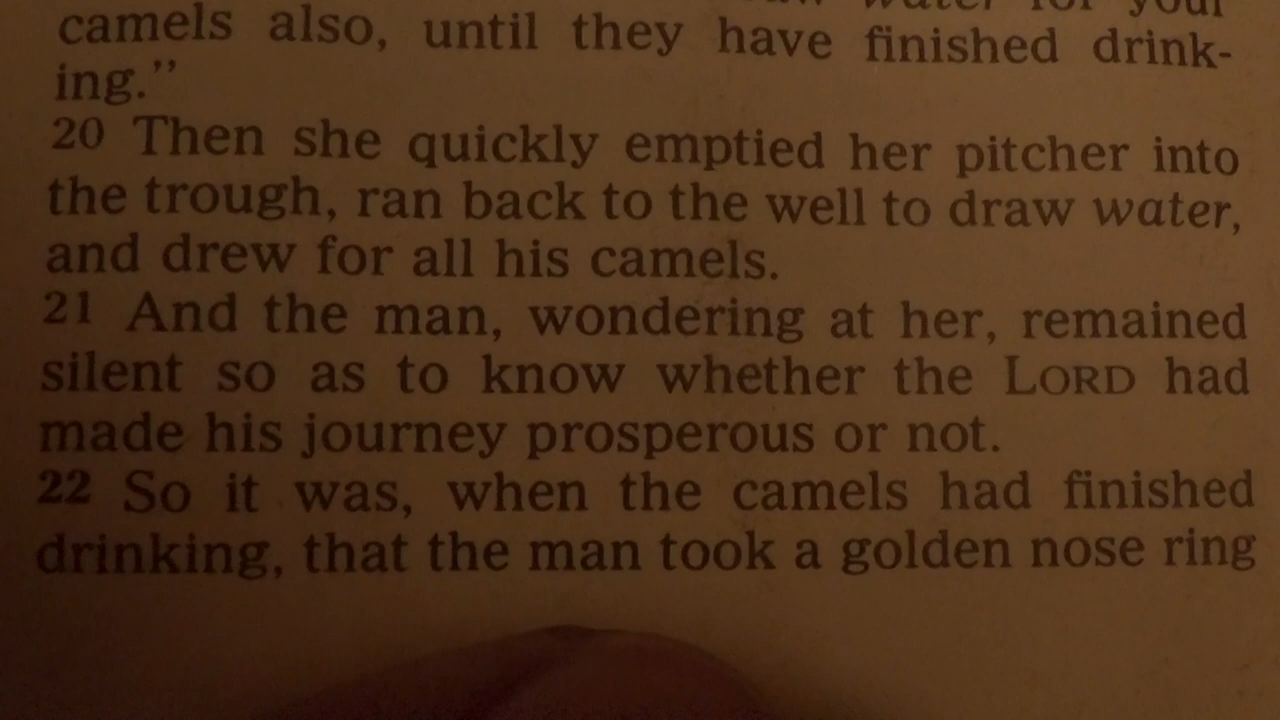 water for your
camels also, until they have finished drink-
ing.”
20 Then she quickly emptied her pitcher into
the trough, ran back to the well to draw water,
and drew for all his camels.
21 And the man, wondering at her, remained
silent so as to know whether the LORD had
made his journey prosperous or not.
22 So it was, when the camels had finished
drinking, that the man took a golden nose ring